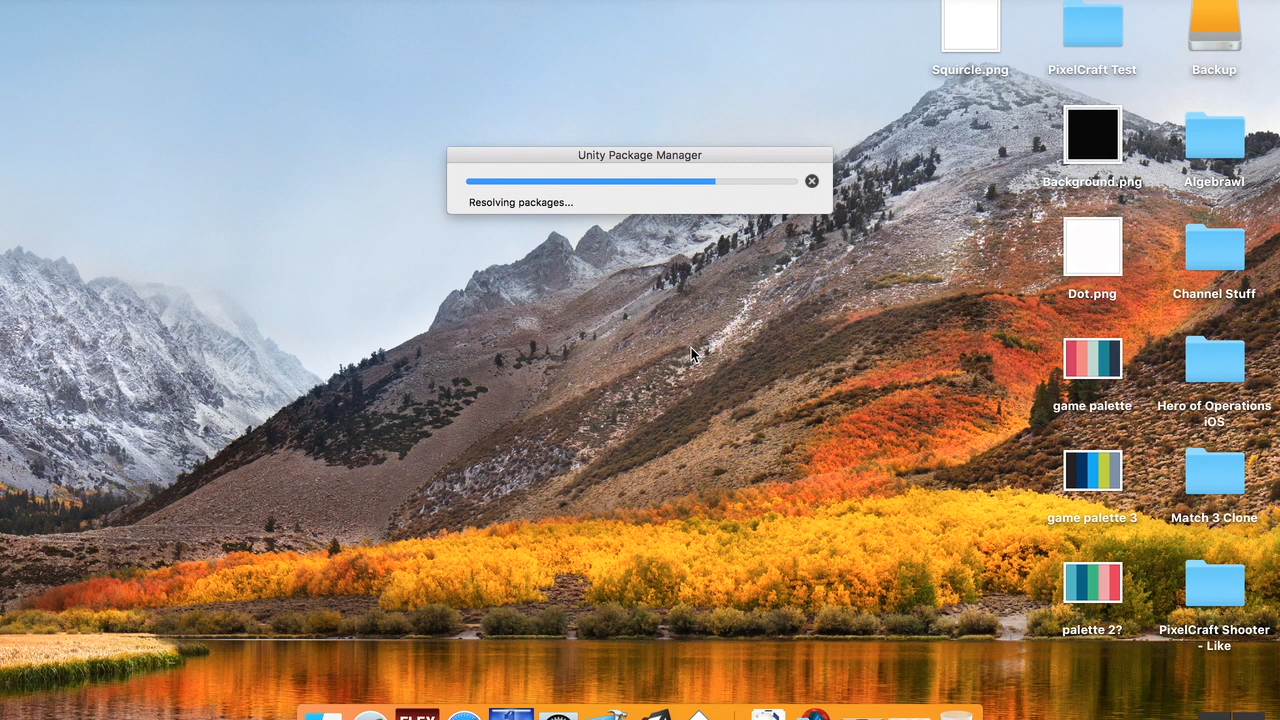 Squircle.png
PixelCraft Test
Backup
Unity Package Manager
Resolving packages...
Background.png
Algebrawl
Dot.png
Channel Stuff
game palette
Hero of Operations
iOS
game palette 3
Match 3 Clone
palette 2?
PixelCraft Shooter
- Like
FLEX